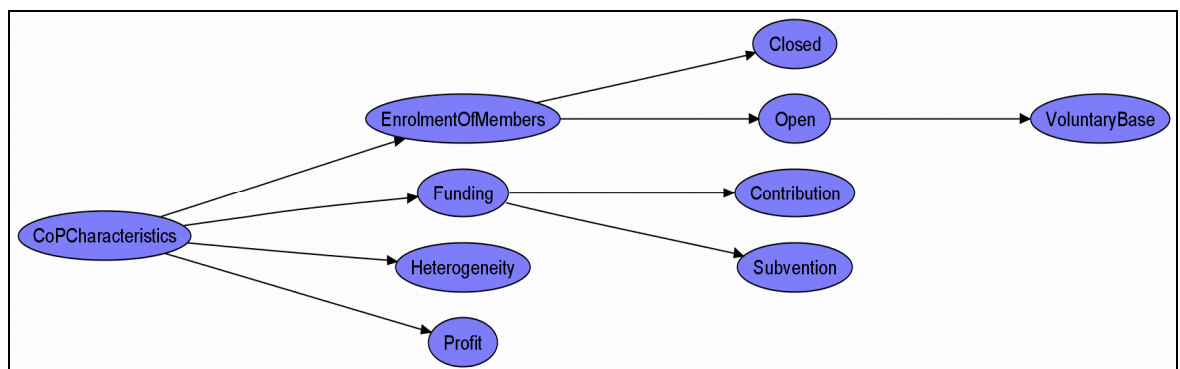 Closed
EnrolmentOfMembers
Open
VoluntaryBase
Funding
Contribution
CoPCharacteristics
Heterogeneity
Subvention
Profit